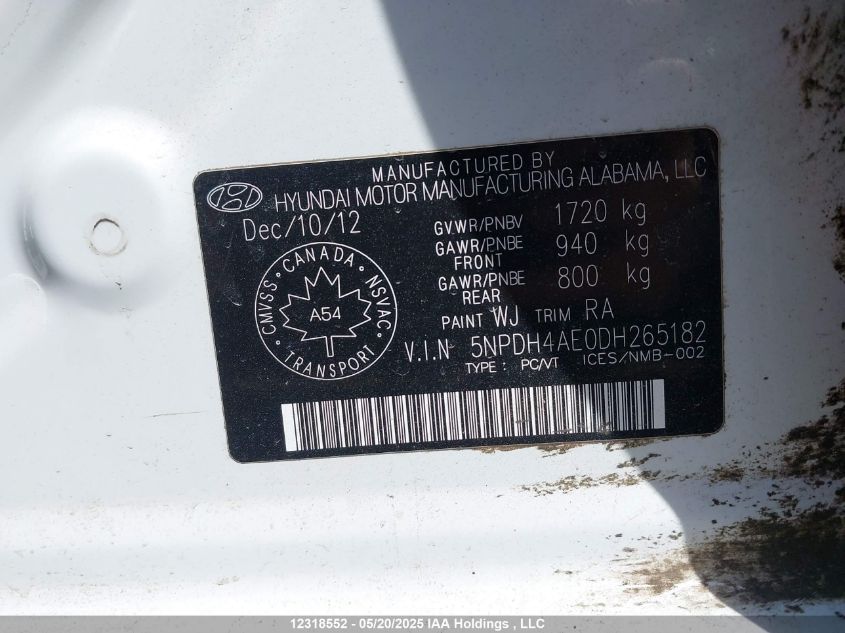 MANUFACTURED BY
HYUNDAI MOTOR MANUFACTURING ALABAMA, LLC
Dec/10/12
GVWR/PNBV 1720 kg
GAWR/PNBE FRONT 940 kg
GAWR/PNBE REAR 800 kg
PAINT WJ TRIM RA
V.I.N 5NPDH4AE0DH265182
TYPE : PC/VT ICES/NMB-002
CMVSS · CANADA · NSVAC
A54
TRANSPORT
12318552 - 05/20/2025 IAA Holdings , LLC